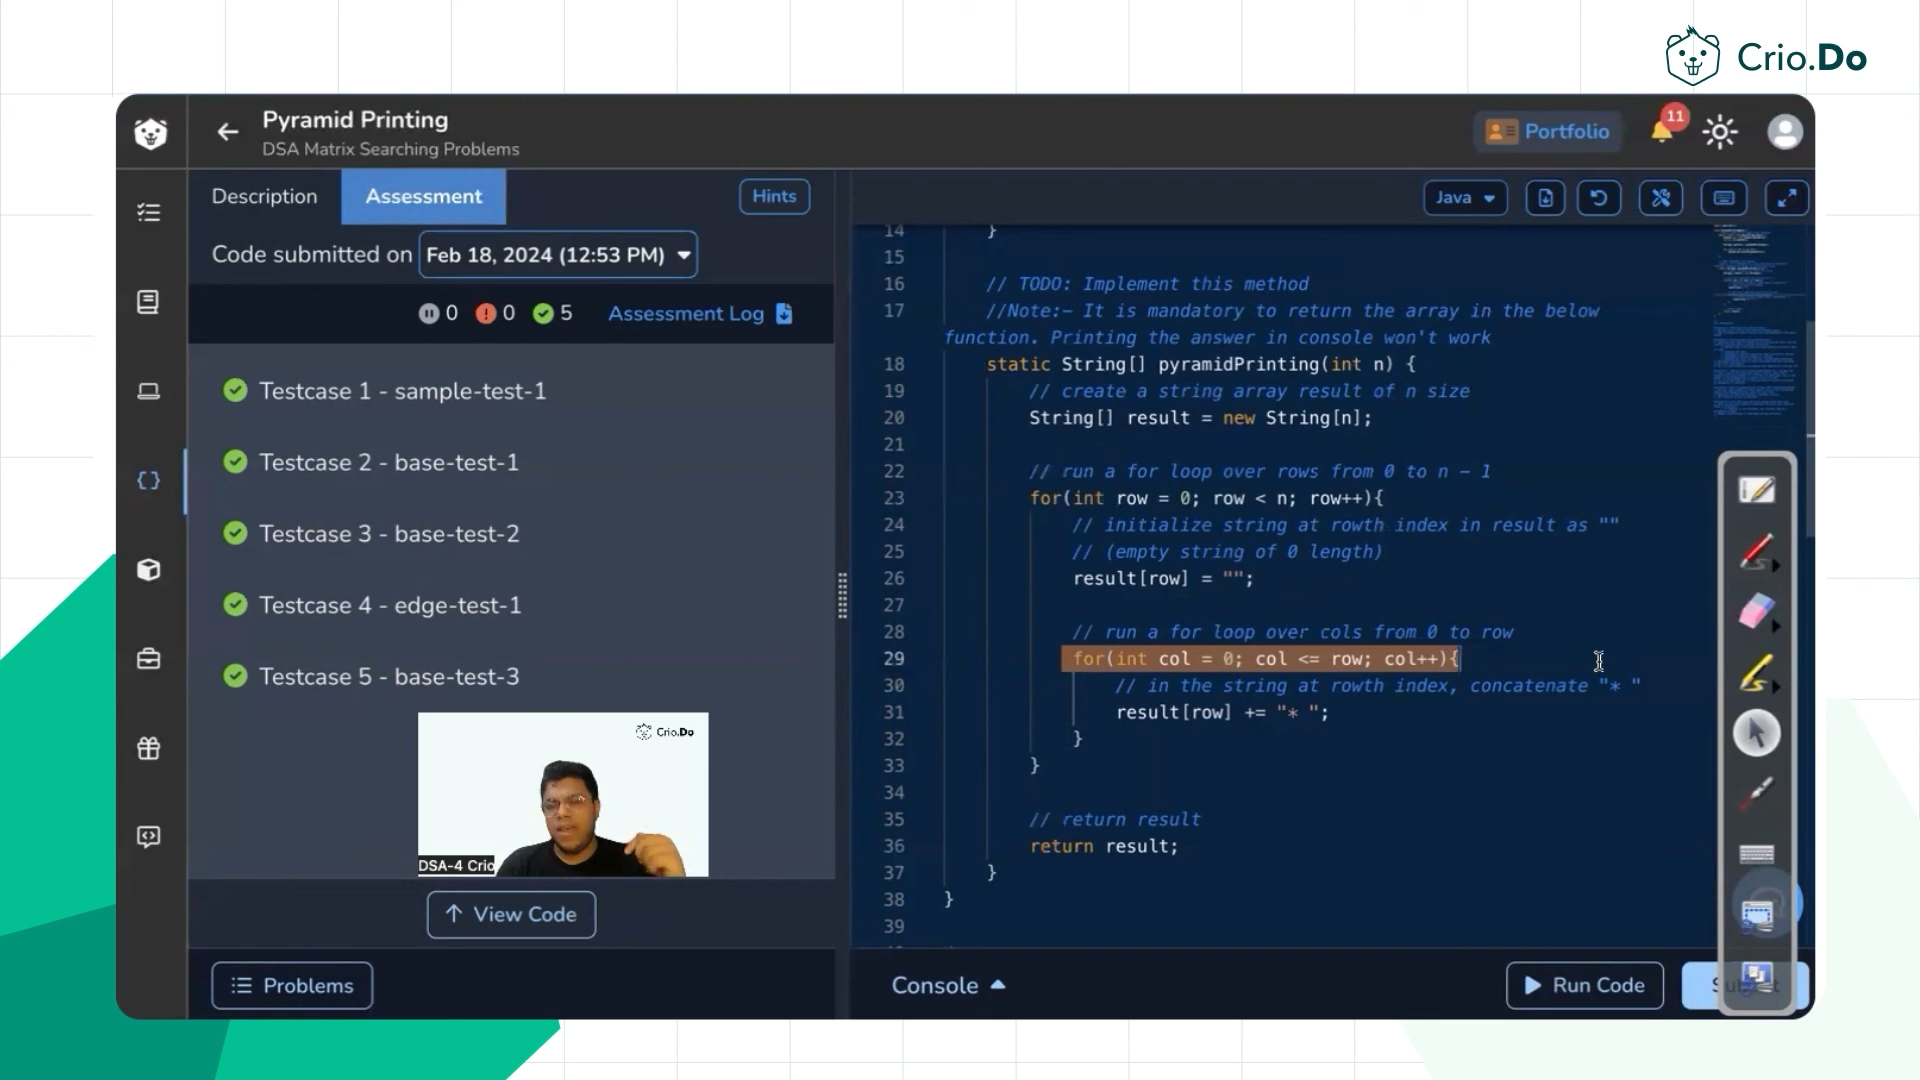 Crio.Do
Pyramid Printing
DSA Matrix Searching Problems
Portfolio
11
Description
Assessment
Hints
Java
Code submitted on
Feb 18, 2024 (12:53 PM)
0
0
5
Assessment Log
Testcase 1 - sample-test-1
Testcase 2 - base-test-1
Testcase 3 - base-test-2
Testcase 4 - edge-test-1
Testcase 5 - base-test-3
Crio.Do
DSA-4 Crio
View Code
Problems
14 }
15
16 // TODO: Implement this method
17 //Note:- It is mandatory to return the array in the below
function. Printing the answer in console won't work
18 static String[] pyramidPrinting(int n) {
19 // create a string array result of n size
20 String[] result = new String[n];
21
22 // run a for loop over rows from 0 to n - 1
23 for(int row = 0; row < n; row++){
24 // initialize string at rowth index in result as ""
25 // (empty string of 0 length)
26 result[row] = "";
27
28 // run a for loop over cols from 0 to row
29 for(int col = 0; col <= row; col++){
30 // in the string at rowth index, concatenate "* "
31 result[row] += "* ";
32 }
33 }
34
35 // return result
36 return result;
37 }
38 }
39
Console
Run Code